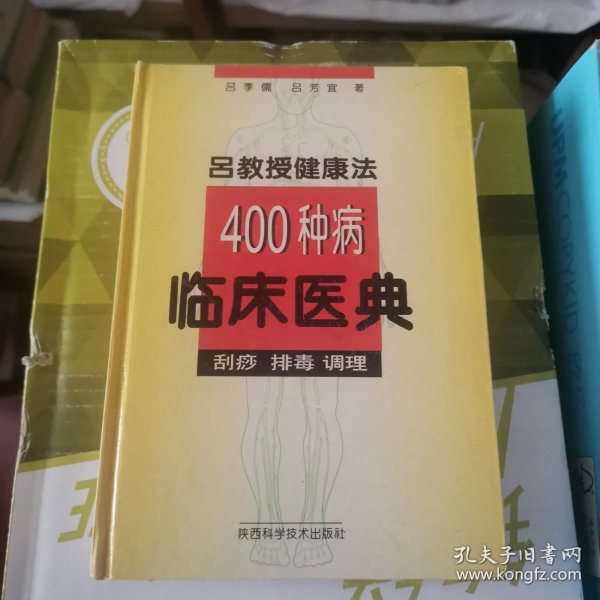 吕季儒 吕芳宜 著
吕教授健康法
400种病
临床医典
刮痧 排毒 调理
陕西科学技术出版社
孔夫子旧书网
www.kongfz.com